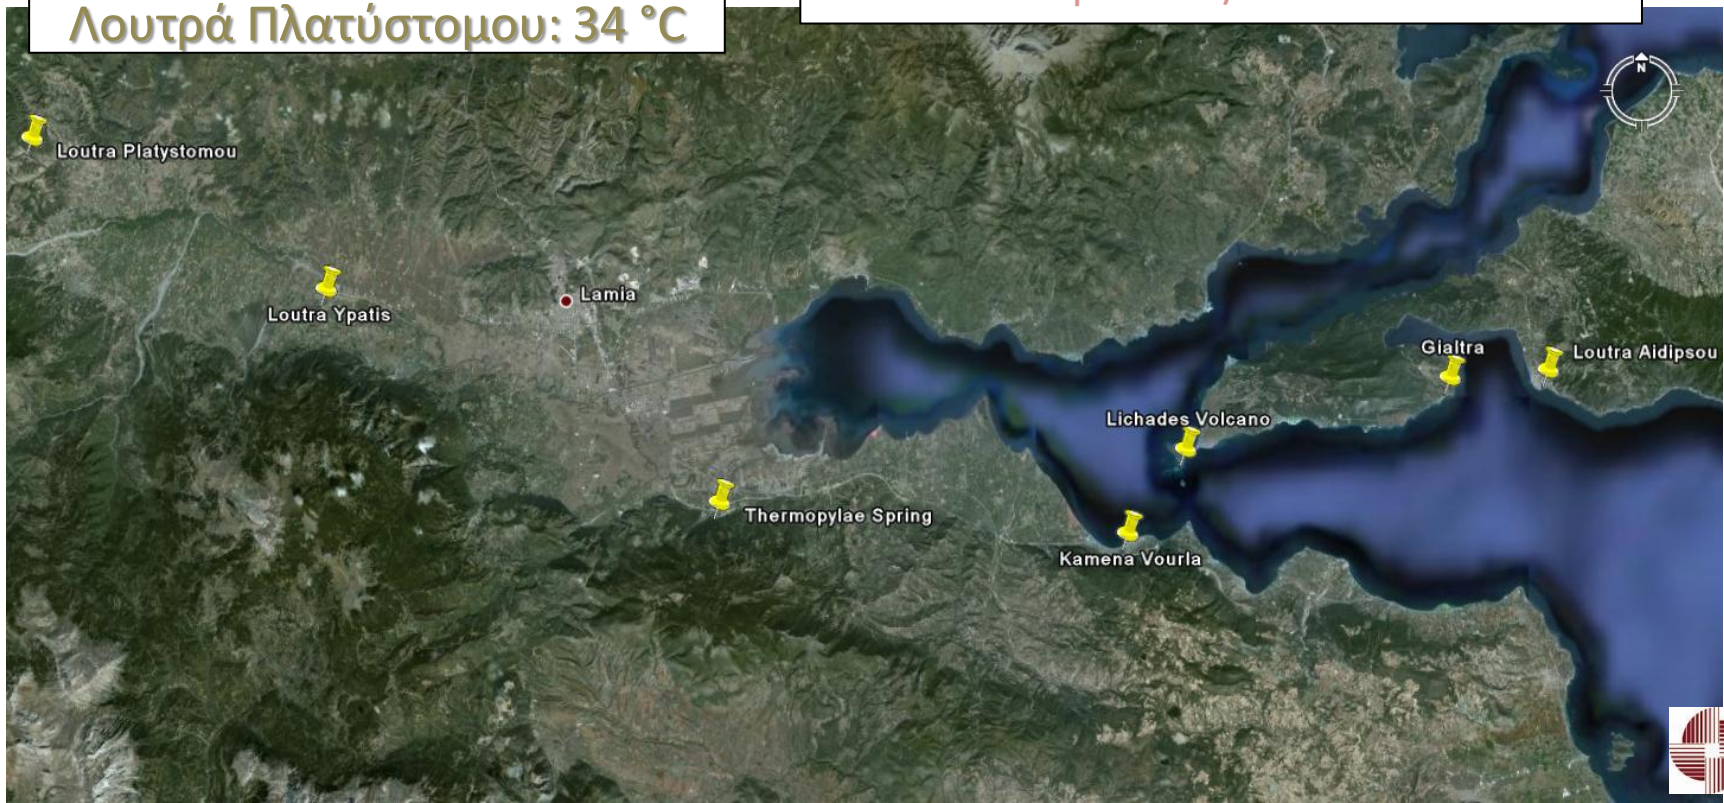 Λουτρά Πλατύστομου: 34 °C
N
Loutra Platystomou
Loutra Ypatis
Lamia
Gialtra
Loutra Aidipsou
Lichades Volcano
Thermopylae Spring
Kamena Vourla